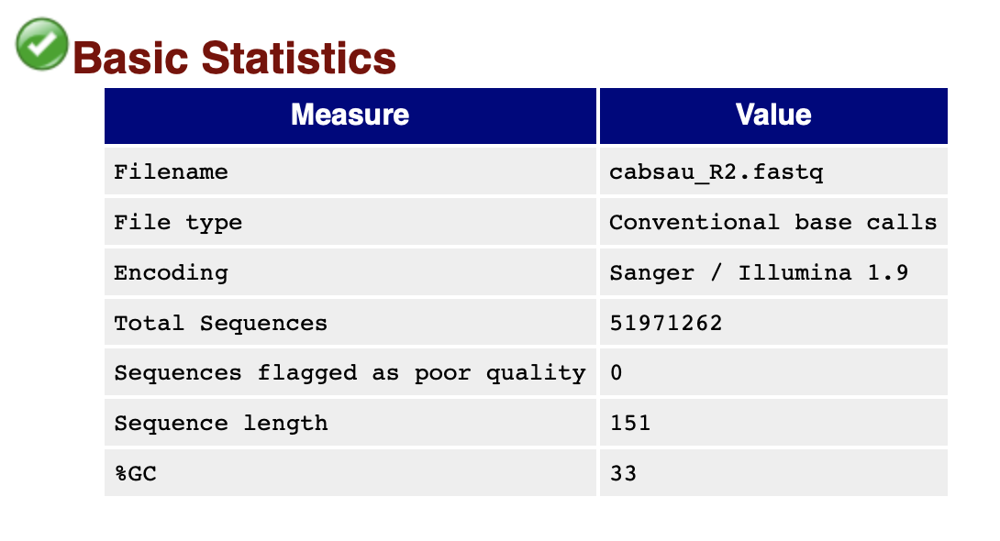 Basic Statistics
Measure Value
Filename cabsau_R2.fastq
File type Conventional base calls
Encoding Sanger / Illumina 1.9
Total Sequences 51971262
Sequences flagged as poor quality 0
Sequence length 151
%GC 33